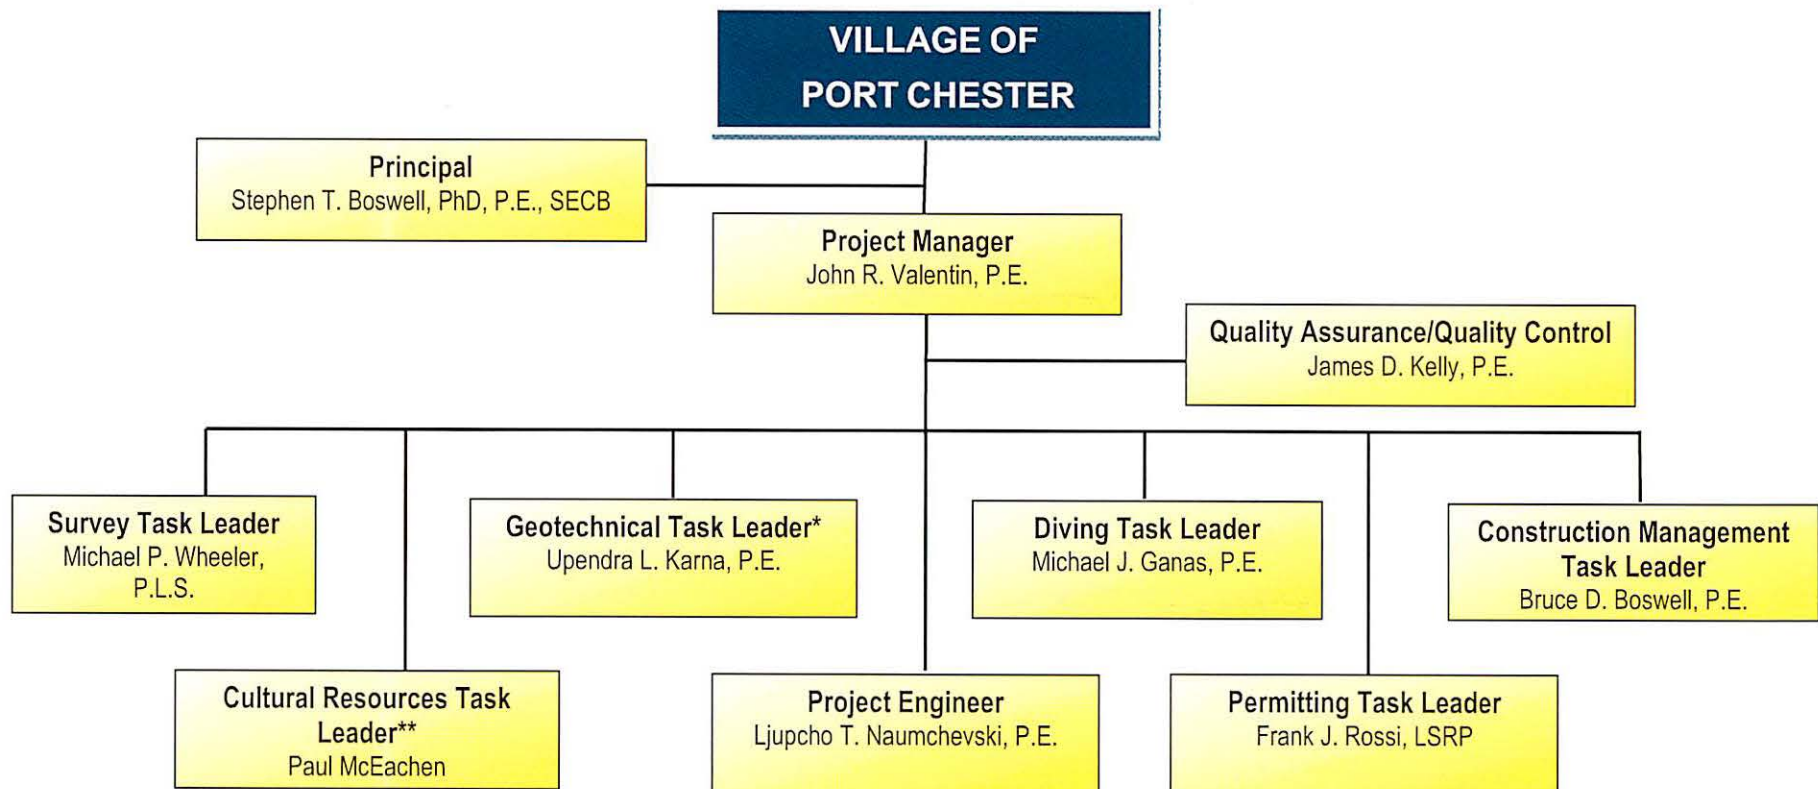 VILLAGE OF
PORT CHESTER
Principal
Stephen T. Boswell, PhD, P.E., SECB
Project Manager
John R. Valentin, P.E.
Quality Assurance/Quality Control
James D. Kelly, P.E.
Survey Task Leader
Michael P. Wheeler,
P.L.S.
Geotechnical Task Leader*
Upendra L. Karna, P.E.
Diving Task Leader
Michael J. Ganas, P.E.
Construction Management
Task Leader
Bruce D. Boswell, P.E.
Cultural Resources Task
Leader**
Paul McEachen
Project Engineer
Ljupcho T. Naumchevski, P.E.
Permitting Task Leader
Frank J. Rossi, LSRP